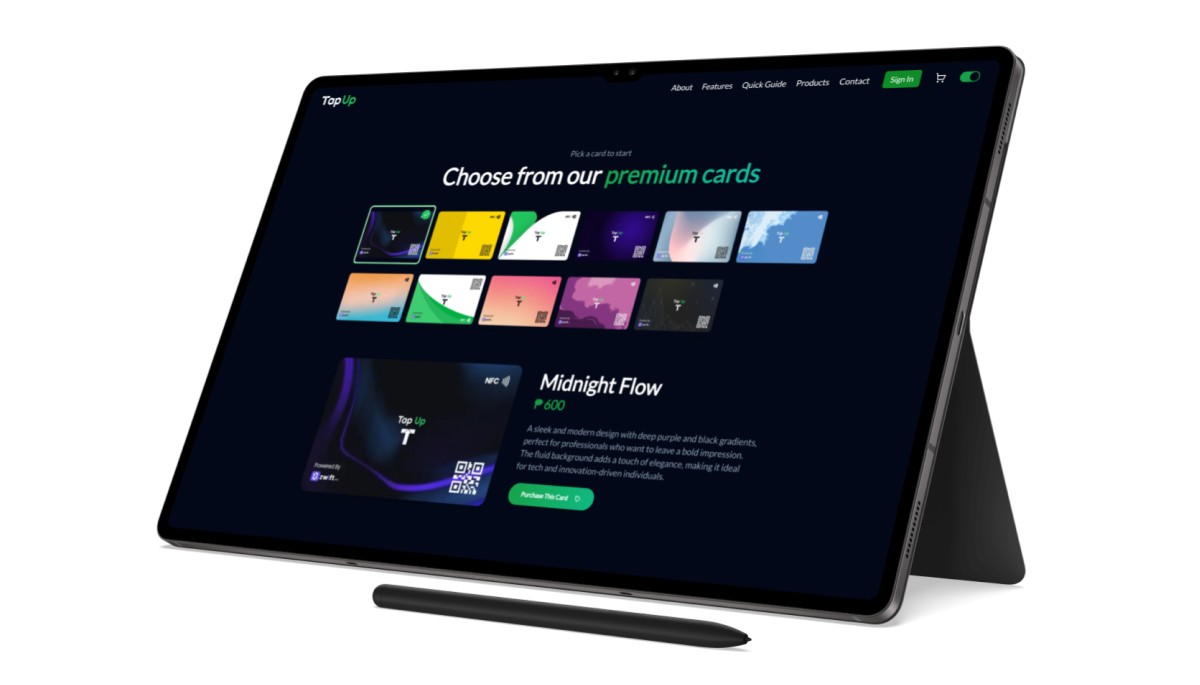 Tap Up
About Features Quick Guide Products Contact Sign In
Pick a card to start
Choose from our premium cards
Midnight Flow
₱ 600
A sleek and modern design with deep purple and black gradients,
perfect for professionals who want to leave a bold impression.
The fluid background adds a touch of elegance, making it ideal
for tech and innovation-driven individuals.
Purchase This Card
NFC
Tap Up
Powered By
zwift..